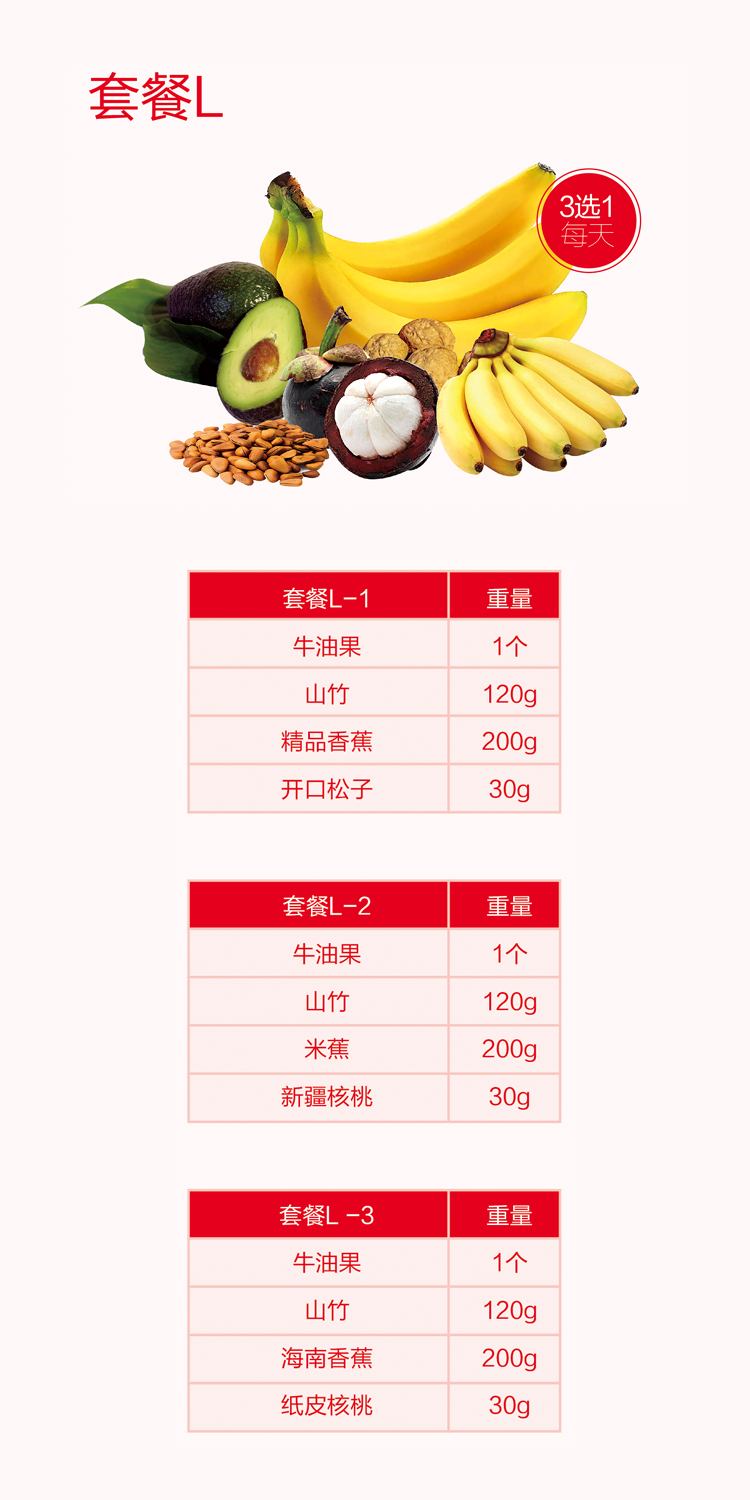 套餐L
3选1
每天
套餐L-1 重量
牛油果 1个
山竹 120g
精品香蕉 200g
开口松子 30g
套餐L-2 重量
牛油果 1个
山竹 120g
米蕉 200g
新疆核桃 30g
套餐L -3 重量
牛油果 1个
山竹 120g
海南香蕉 200g
纸皮核桃 30g